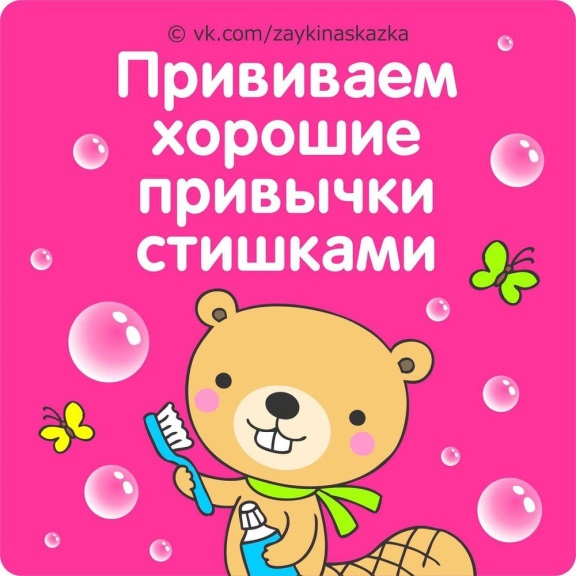 © vk.com/zaykinaskazka
Прививаем
хорошие
привычки
стишками